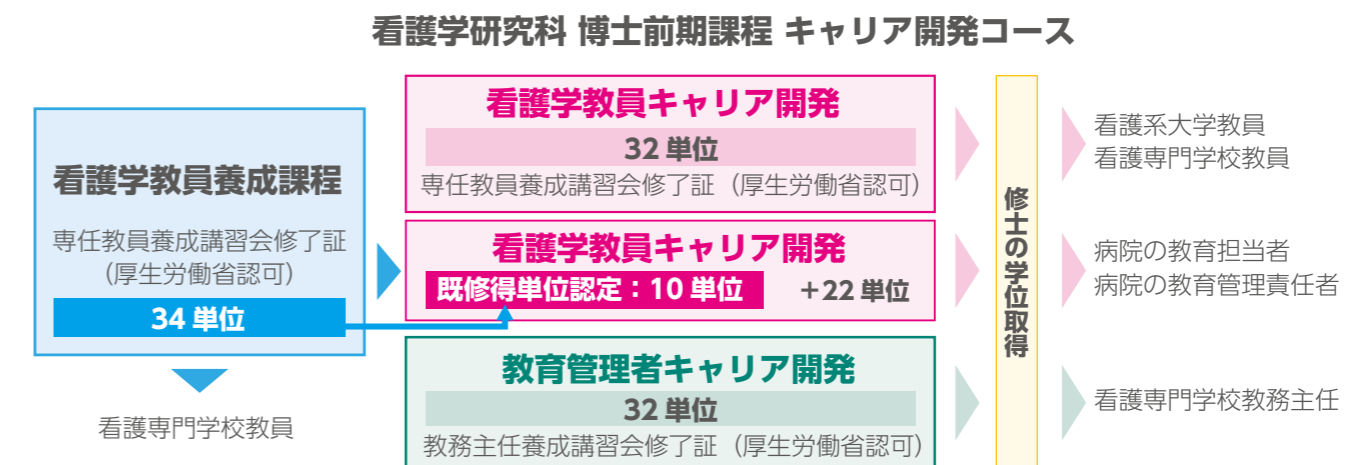 看護学研究科 博士前期課程 キャリア開発コース
看護学教員養成課程
専任教員養成講習会修了証
（厚生労働省認可）
34 単位
看護専門学校教員
看護学教員キャリア開発
32 単位
専任教員養成講習会修了証（厚生労働省認可）
看護学教員キャリア開発
既修得単位認定：10 単位
＋22 単位
教育管理者キャリア開発
32 単位
教務主任養成講習会修了証（厚生労働省認可）
修士の学位取得
看護系大学教員
看護専門学校教員
病院の教育担当者
病院の教育管理責任者
看護専門学校教務主任